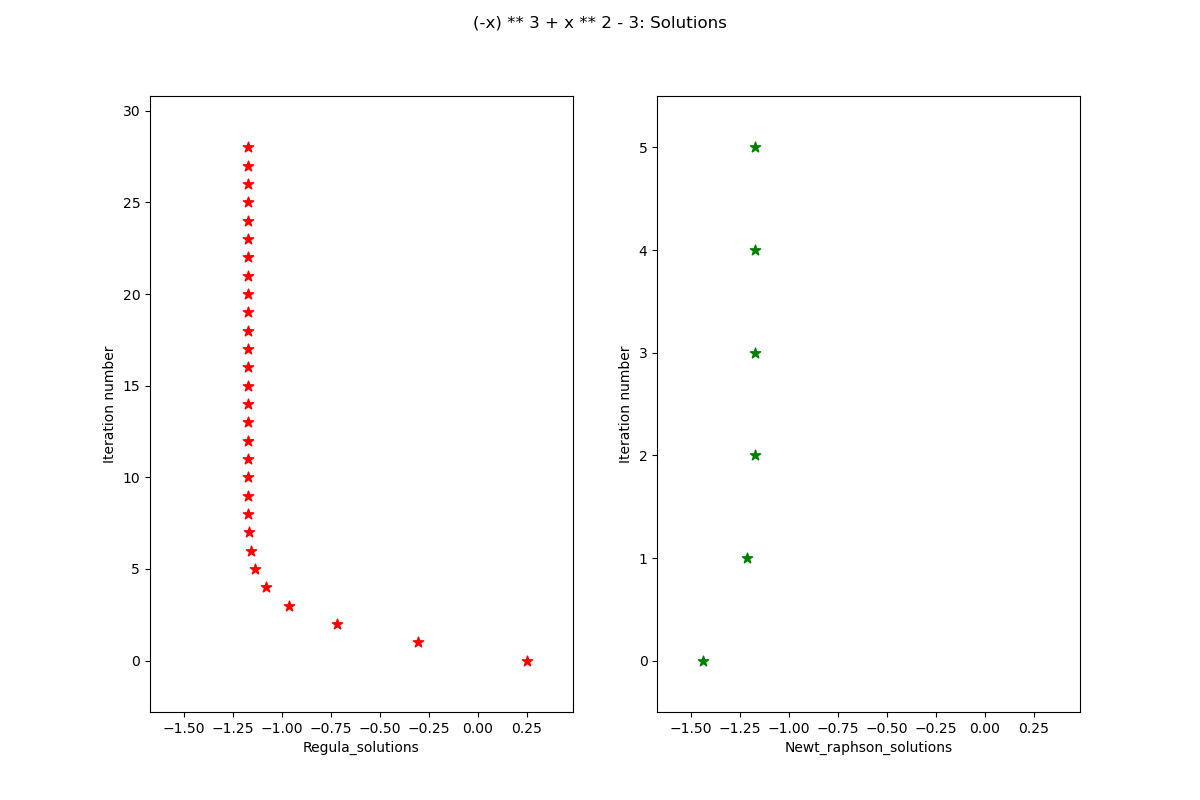 (-x) ** 3 + x ** 2 - 3: Solutions
30
25
20
15
10
5
0
Iteration number
−1.50 −1.25 −1.00 −0.75 −0.50 −0.25 0.00 0.25
Regula_solutions
5
4
3
2
1
0
Iteration number
−1.50 −1.25 −1.00 −0.75 −0.50 −0.25 0.00 0.25
Newt_raphson_solutions